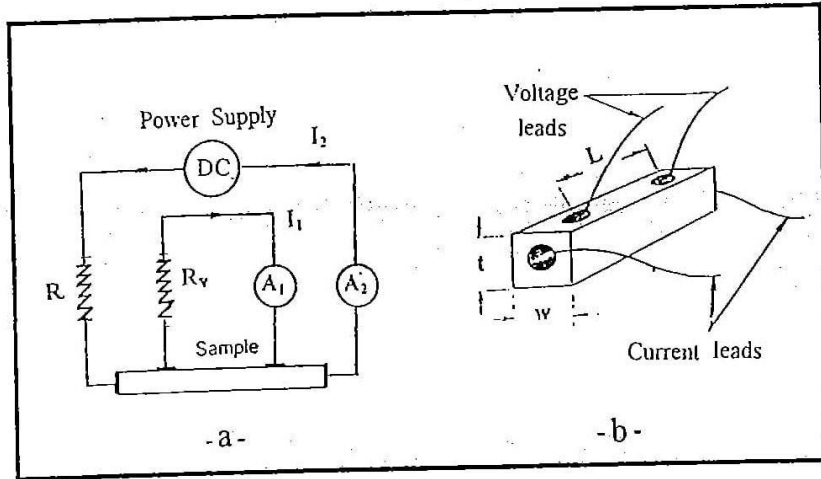 Power Supply
DC
I₂
I₁
R
Rᵥ
A₁
A₂
Sample
- a -
Voltage
leads
L
t
w
Current leads
- b -